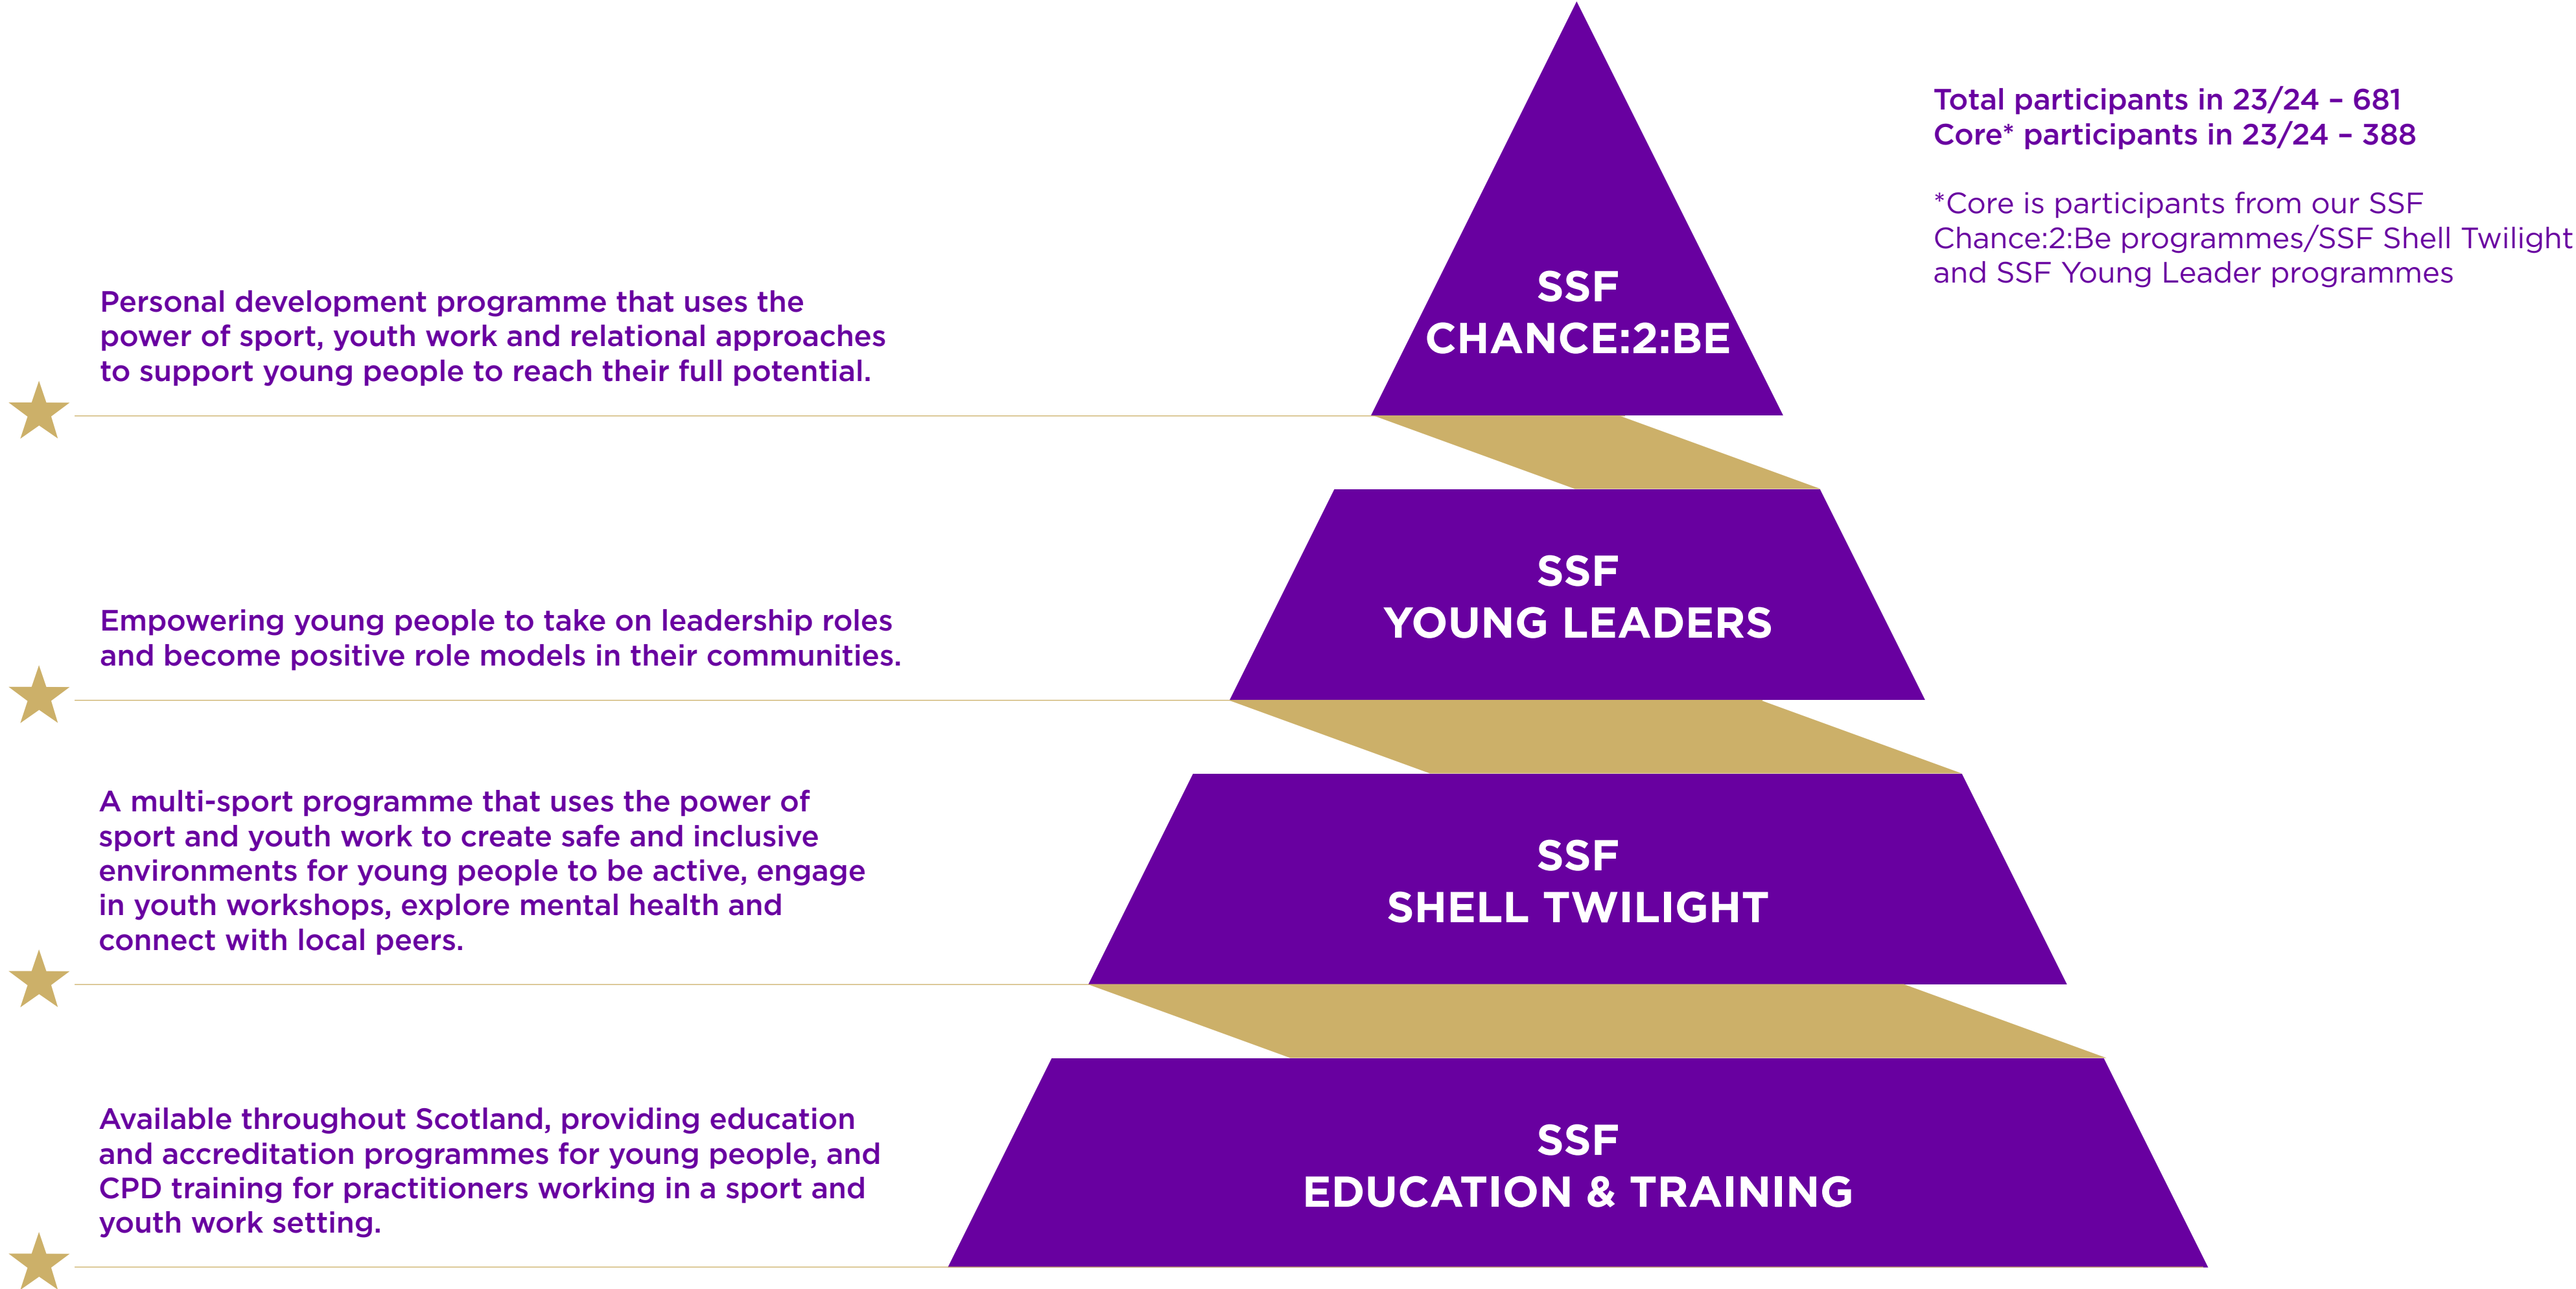 Total participants in 23/24 – 681
Core* participants in 23/24 – 388
*Core is participants from our SSF
Chance:2:Be programmes/SSF Shell Twilight
and SSF Young Leader programmes
Personal development programme that uses the
power of sport, youth work and relational approaches
to support young people to reach their full potential.
SSF
CHANCE:2:BE
Empowering young people to take on leadership roles
and become positive role models in their communities.
SSF
YOUNG LEADERS
A multi-sport programme that uses the power of
sport and youth work to create safe and inclusive
environments for young people to be active, engage
in youth workshops, explore mental health and
connect with local peers.
SSF
SHELL TWILIGHT
Available throughout Scotland, providing education
and accreditation programmes for young people, and
CPD training for practitioners working in a sport and
youth work setting.
SSF
EDUCATION & TRAINING